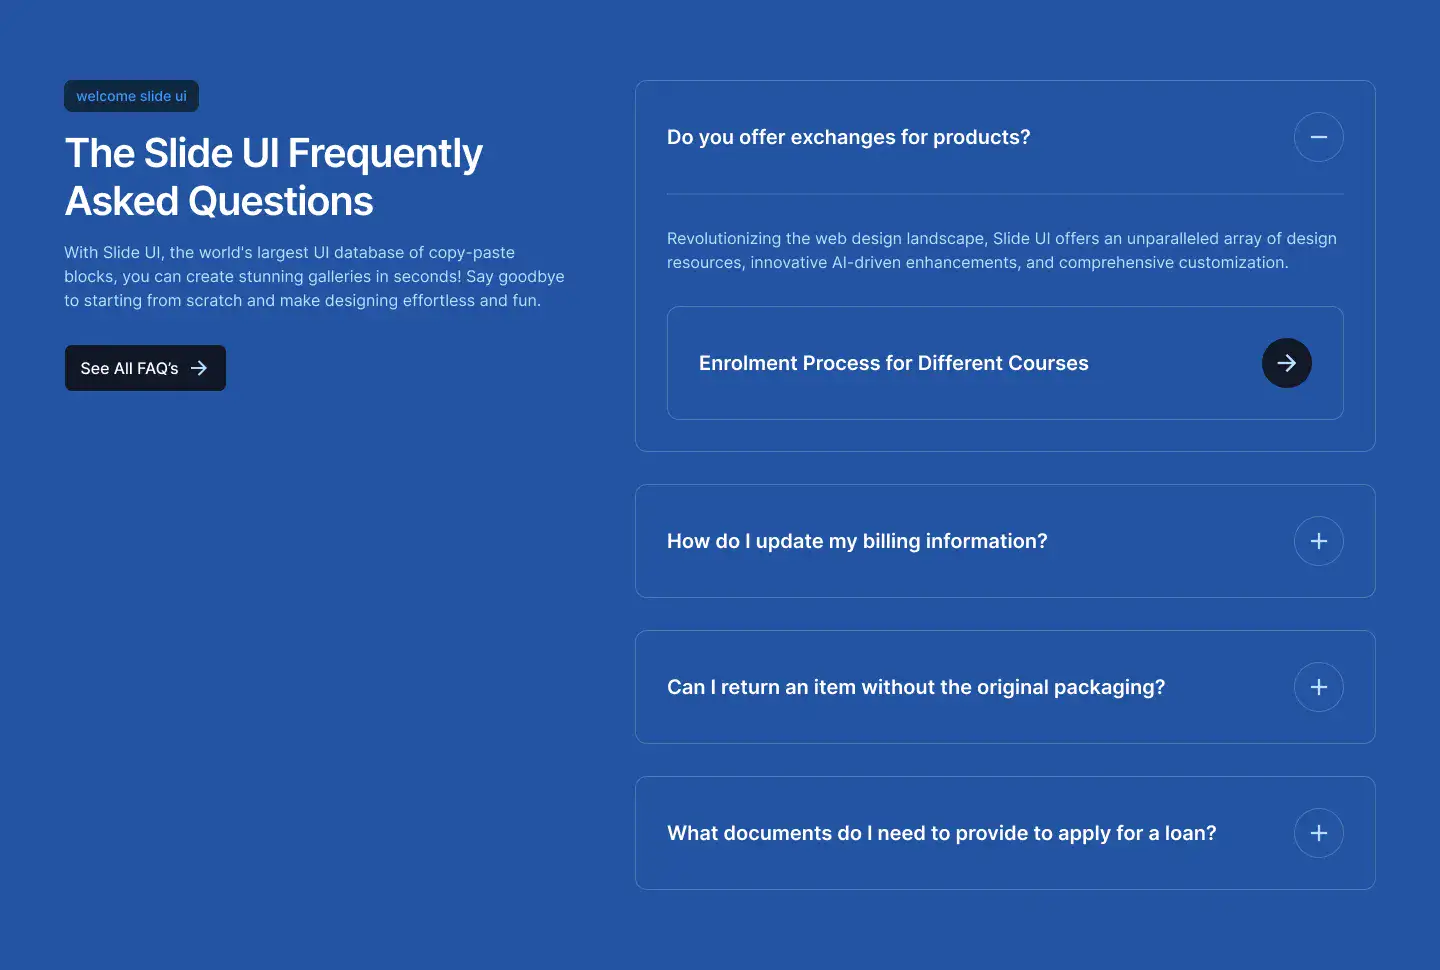 welcome slide ui
The Slide UI Frequently
Asked Questions
With Slide UI, the world's largest UI database of copy-paste
blocks, you can create stunning galleries in seconds! Say goodbye
to starting from scratch and make designing effortless and fun.
See All FAQ’s
Do you offer exchanges for products?
Revolutionizing the web design landscape, Slide UI offers an unparalleled array of design
resources, innovative AI-driven enhancements, and comprehensive customization.
Enrolment Process for Different Courses
How do I update my billing information?
Can I return an item without the original packaging?
What documents do I need to provide to apply for a loan?